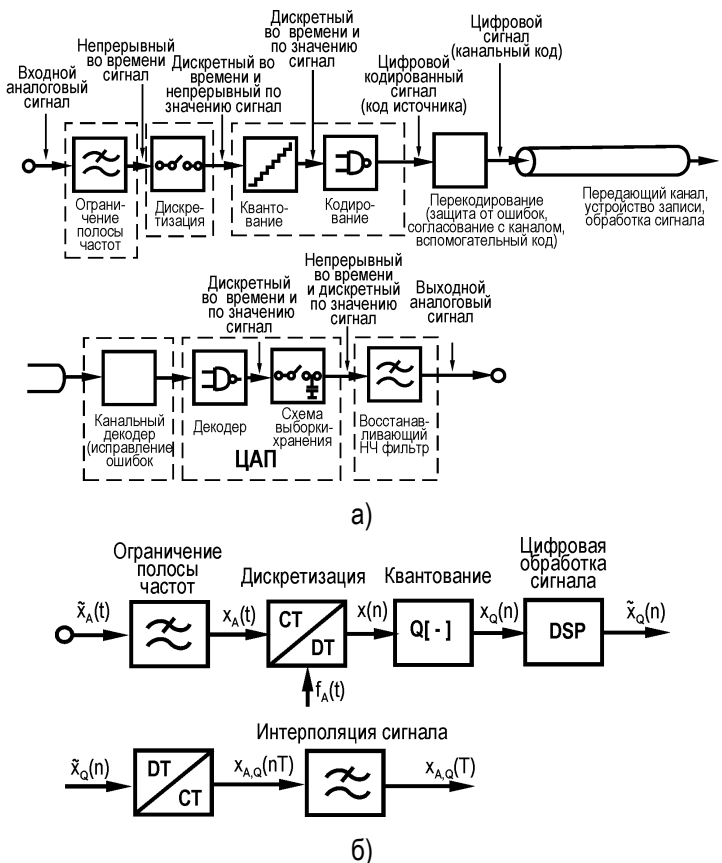 Входной
аналоговый
сигнал
Непрерывный
во времени
сигнал
Дискретный во
времени и
непрерывный по
значению сигнал
Дискретный
во времени и
по значению
сигнал
Цифровой
кодированный
сигнал
(код источника)
Цифровой
сигнал
(канальный код)
Ограни-
чение
полосы
частот
Дискре-
тизация
Кванто-
вание
Кодиро-
вание
Перекодирование
(защита от ошибок,
согласование с каналом,
вспомогательный код)
Передающий канал,
устройство записи,
обработка сигнала
Дискретный
во времени и
по значению
сигнал
Непрерывный
во времени
и дискретный
по значению
сигнал
Выходной
аналоговый
сигнал
Канальный
декодер
(исправление
ошибок
Декодер
Схема
выборки-
хранения
ЦАП
Восстанав-
ливающий
НЧ фильтр
а)
Ограничение
полосы
частот
Дискретизация
Квантование
Цифровая
обработка
сигнала
x̃A(t)
xA(t)
CT
DT
x(n)
Q[ - ]
xQ(n)
DSP
x̃Q(n)
fA(t)
Интерполяция сигнала
x̃Q(n)
DT
CT
xA,Q(nT)
xA,Q(T)
б)